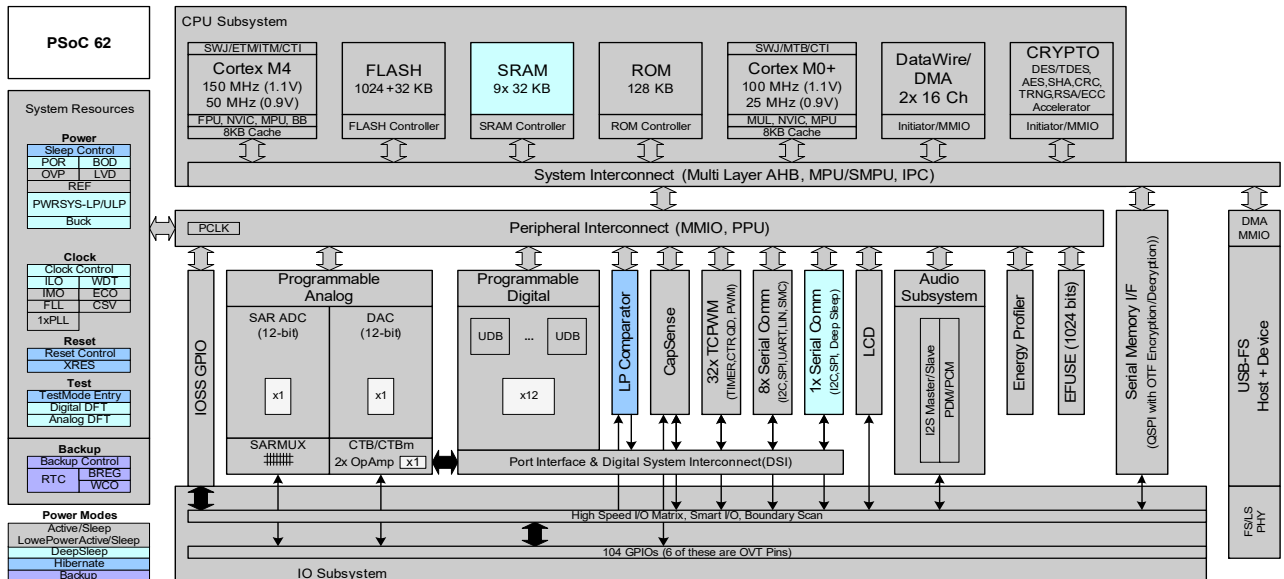 PSoC 62
System Resources
Power
Sleep Control
POR BOD
OVP LVD
REF
PWRSYS-LP/ULP
Buck
Clock
Clock Control
ILO WDT
IMO ECO
FLL CSV
1xPLL
Reset
Reset Control
XRES
Test
TestMode Entry
Digital DFT
Analog DFT
Backup
Backup Control
RTC BREG
WCO
Power Modes
Active/Sleep
LowePowerActive/Sleep
DeepSleep
Hibernate
Backup
CPU Subsystem
SWJ/ETM/ITM/CTI
Cortex M4
150 MHz (1.1V)
50 MHz (0.9V)
FPU, NVIC, MPU, BB
8KB Cache
FLASH
1024+32 KB
FLASH Controller
SRAM
9x 32 KB
SRAM Controller
ROM
128 KB
ROM Controller
SWJ/MTB/CTI
Cortex M0+
100 MHz (1.1V)
25 MHz (0.9V)
MUL, NVIC, MPU
8KB Cache
DataWire/
DMA
2x 16 Ch
Initiator/MMIO
CRYPTO
DES/TDES,
AES,SHA,CRC,
TRNG,RSA/ECC
Accelerator
Initiator/MMIO
System Interconnect (Multi Layer AHB, MPU/SMPU, IPC)
PCLK
Peripheral Interconnect (MMIO, PPU)
IOSS GPIO
Programmable
Analog
SAR ADC
(12-bit)
x1
DAC
(12-bit)
x1
SARMUX
CTB/CTBm
2x OpAmp x1
Programmable
Digital
UDB ... UDB
x12
LP Comparator
CapSense
32x TCPWM
(TIMER,CTR,QD, PWM)
8x Serial Comm
(I2C,SPI,UART,LIN,SMC)
1x Serial Comm
(I2C,SPI, Deep Sleep)
LCD
Audio
Subsystem
I2S Master/Slave
PDM/PCM
Energy Profiler
EFUSE (1024 bits)
Serial Memory I/F
(QSPI with OTF Encryption/Decryption))
DMA
MMIO
USB-FS
Host + Device
FS/LS
PHY
Port Interface & Digital System Interconnect(DSI)
High Speed I/O Matrix, Smart I/O, Boundary Scan
104 GPIOs (6 of these are OVT Pins)
IO Subsystem